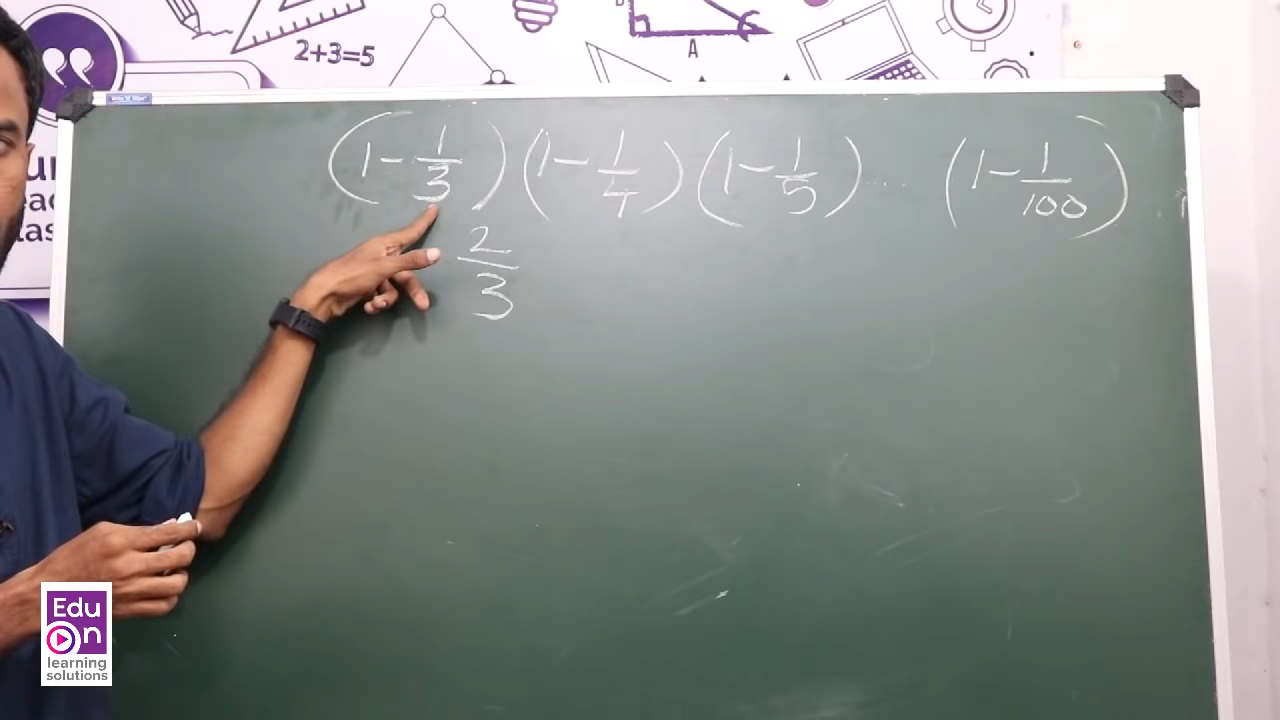 2+3=5
A
(1-1/3)(1-1/4)(1-1/5).....(1-1/100)
2/3
Edu
On
learning
solutions